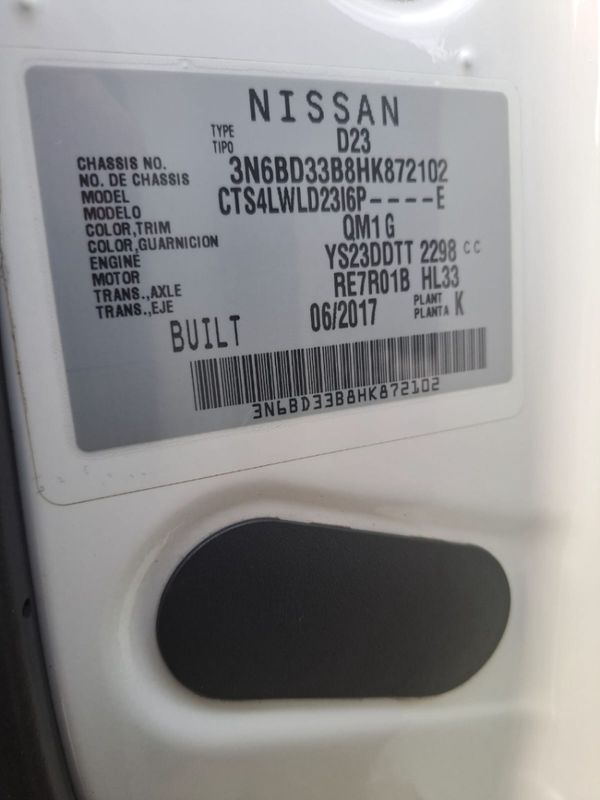 NISSAN
TYPE
TIPO D23
CHASSIS NO.
NO. DE CHASSIS 3N6BD33B8HK872102
MODEL
MODELO CTS4LWLD23I6P----E
COLOR,TRIM
COLOR,GUARNICION QM1 G
ENGINE
MOTOR YS23DDTT 2298 CC
TRANS.,AXLE
TRANS.,EJE RE7R01B HL33
BUILT 06/2017 PLANT
PLANTA K
3N6BD33B8HK872102